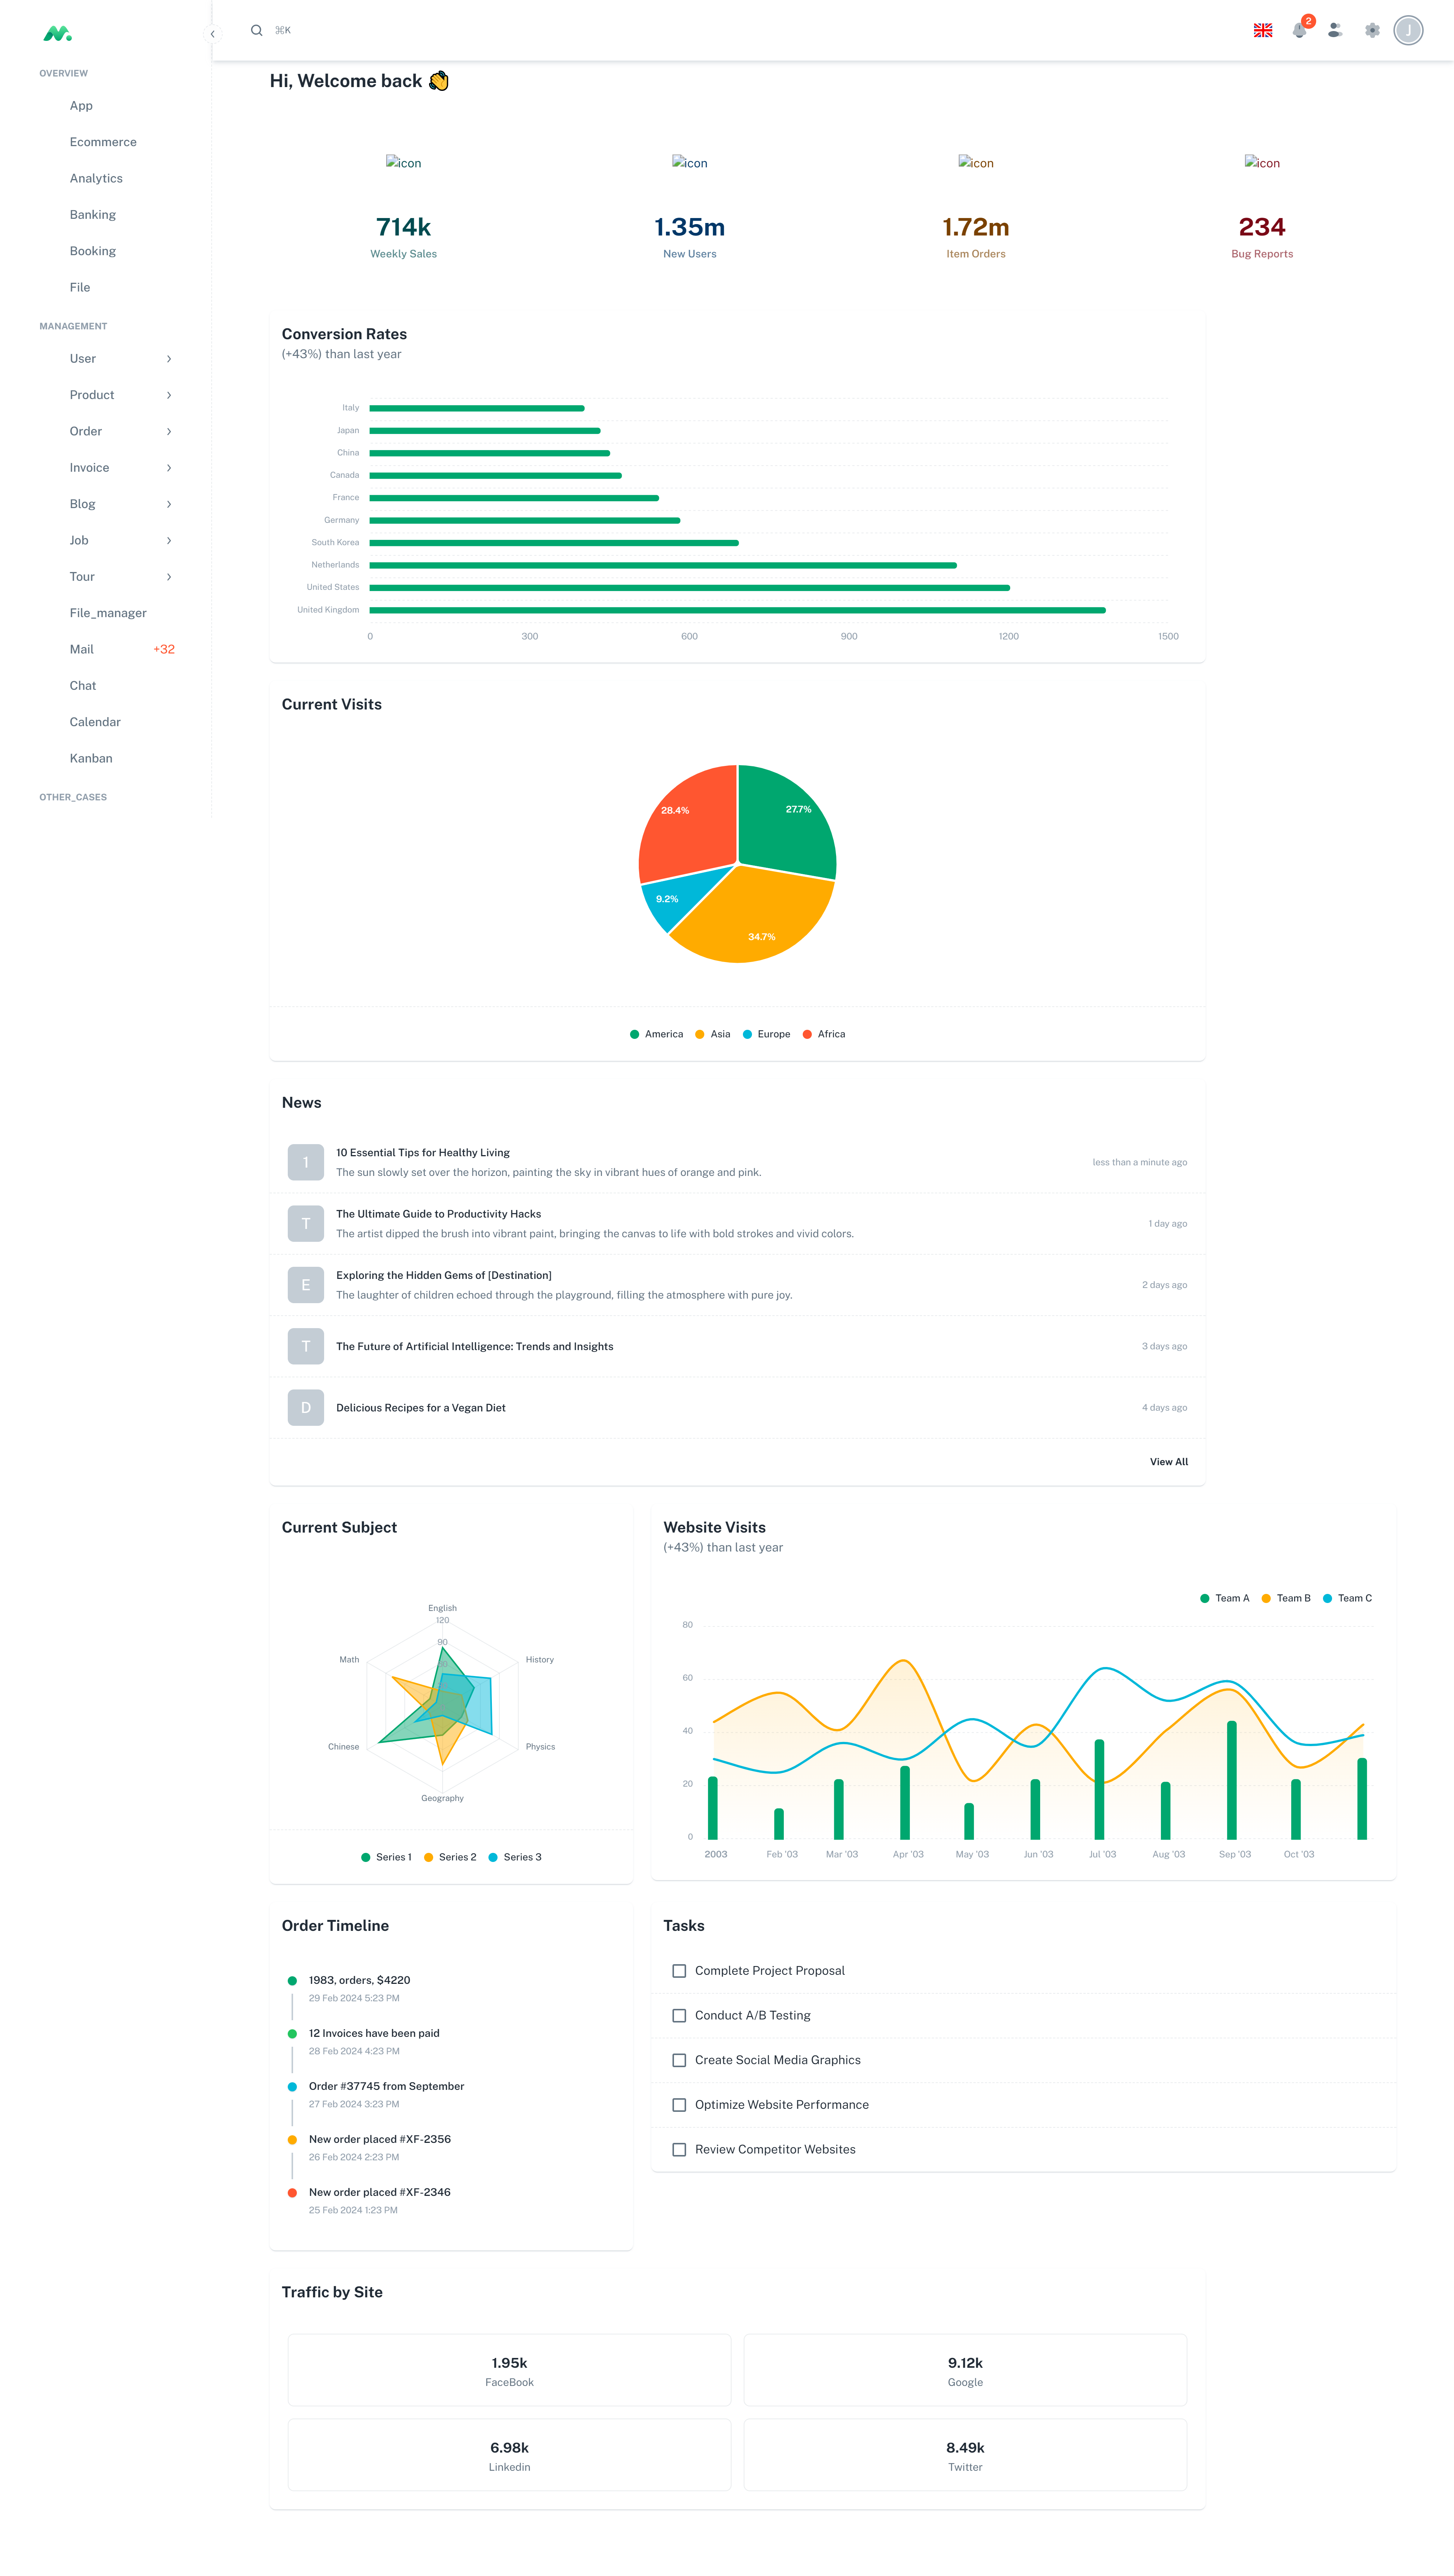 ⌘K
2
J
OVERVIEW
App
Ecommerce
Analytics
Banking
Booking
File
MANAGEMENT
User
Product
Order
Invoice
Blog
Job
Tour
File_manager
Mail +32
Chat
Calendar
Kanban
OTHER_CASES
Hi, Welcome back 👋
icon
714k
Weekly Sales
icon
1.35m
New Users
icon
1.72m
Item Orders
icon
234
Bug Reports
Conversion Rates
(+43%) than last year
Italy
Japan
China
Canada
France
Germany
South Korea
Netherlands
United States
United Kingdom
0 300 600 900 1200 1500
Current Visits
28.4%
27.7%
9.2%
34.7%
America Asia Europe Africa
News
1
10 Essential Tips for Healthy Living
The sun slowly set over the horizon, painting the sky in vibrant hues of orange and pink.
less than a minute ago
T
The Ultimate Guide to Productivity Hacks
The artist dipped the brush into vibrant paint, bringing the canvas to life with bold strokes and vivid colors.
1 day ago
E
Exploring the Hidden Gems of [Destination]
The laughter of children echoed through the playground, filling the atmosphere with pure joy.
2 days ago
T
The Future of Artificial Intelligence: Trends and Insights
3 days ago
D
Delicious Recipes for a Vegan Diet
4 days ago
View All
Current Subject
English
120
90
60
Math
History
Chinese
Physics
Geography
Series 1 Series 2 Series 3
Website Visits
(+43%) than last year
Team A Team B Team C
80
60
40
20
0
2003 Feb '03 Mar '03 Apr '03 May '03 Jun '03 Jul '03 Aug '03 Sep '03 Oct '03
Order Timeline
1983, orders, $4220
29 Feb 2024 5:23 PM
12 Invoices have been paid
28 Feb 2024 4:23 PM
Order #37745 from September
27 Feb 2024 3:23 PM
New order placed #XF-2356
26 Feb 2024 2:23 PM
New order placed #XF-2346
25 Feb 2024 1:23 PM
Tasks
Complete Project Proposal
Conduct A/B Testing
Create Social Media Graphics
Optimize Website Performance
Review Competitor Websites
Traffic by Site
1.95k
FaceBook
9.12k
Google
6.98k
Linkedin
8.49k
Twitter